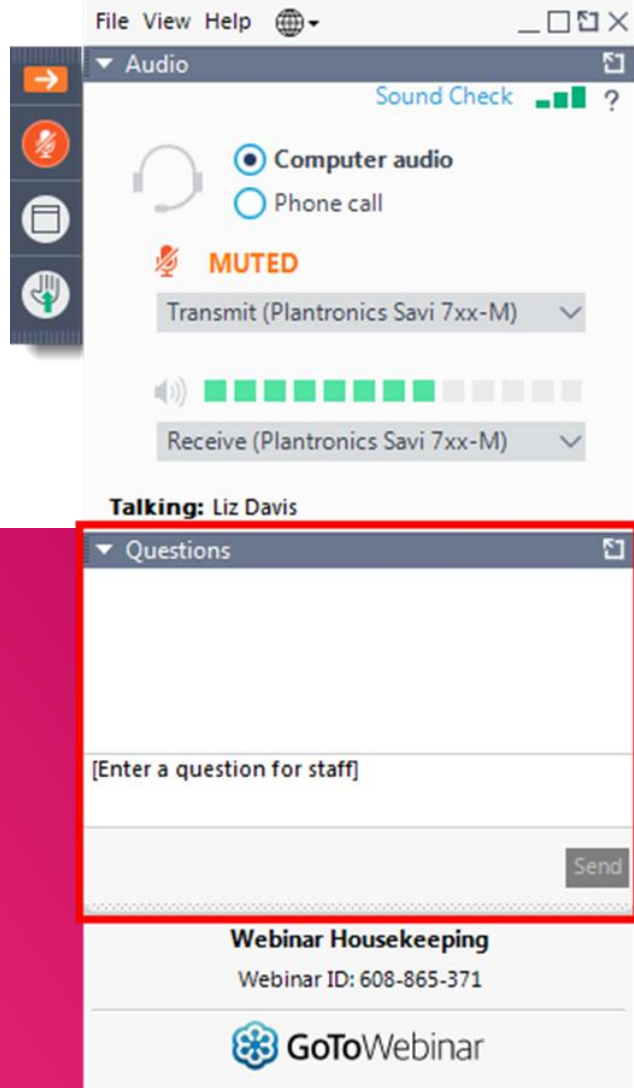 File View Help
Audio
Sound Check ?
Computer audio
Phone call
MUTED
Transmit (Plantronics Savi 7xx-M)
Receive (Plantronics Savi 7xx-M)
Talking: Liz Davis
Questions
[Enter a question for staff]
Send
Webinar Housekeeping
Webinar ID: 608-865-371
GoToWebinar